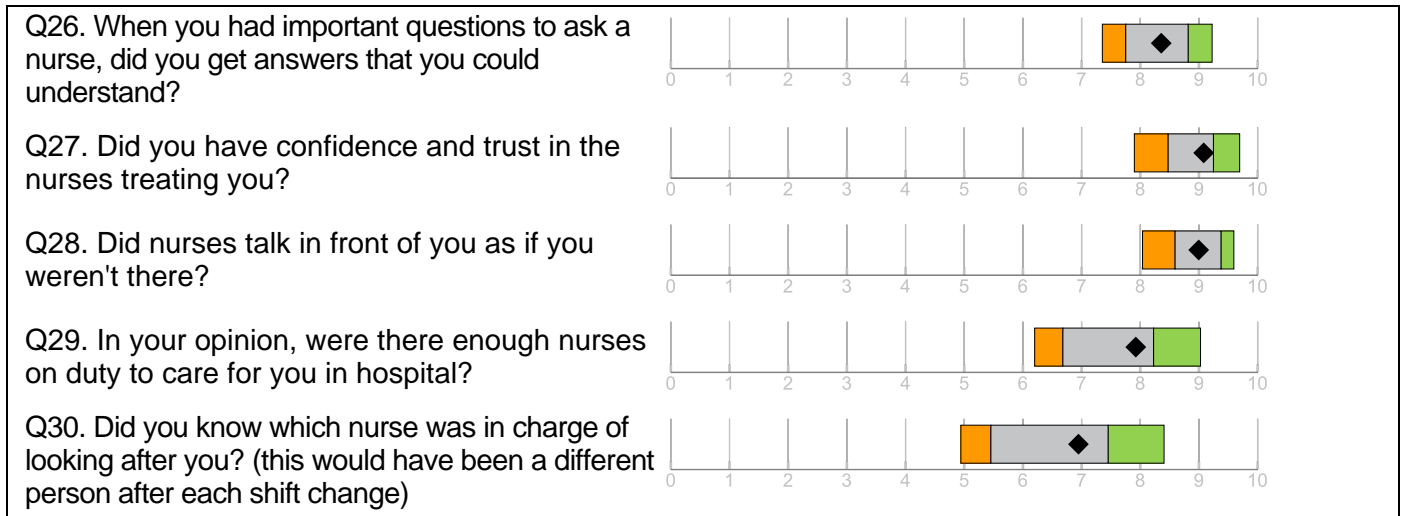 Q26. When you had important questions to ask a
nurse, did you get answers that you could
understand?
0 1 2 3 4 5 6 7 8 9 10
Q27. Did you have confidence and trust in the
nurses treating you?
0 1 2 3 4 5 6 7 8 9 10
Q28. Did nurses talk in front of you as if you
weren't there?
0 1 2 3 4 5 6 7 8 9 10
Q29. In your opinion, were there enough nurses
on duty to care for you in hospital?
0 1 2 3 4 5 6 7 8 9 10
Q30. Did you know which nurse was in charge of
looking after you? (this would have been a different
person after each shift change)
0 1 2 3 4 5 6 7 8 9 10